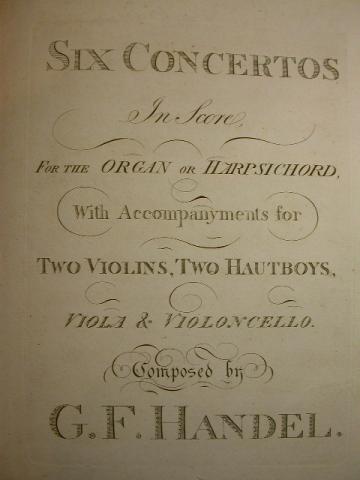 SIX CONCERTOS
In Score,
FOR THE ORGAN OR HARPSICHORD,
With Accompanyments for
TWO VIOLINS, TWO HAUTBOYS,
VIOLA & VIOLONCELLO.
Composed by
G. F. HANDEL.